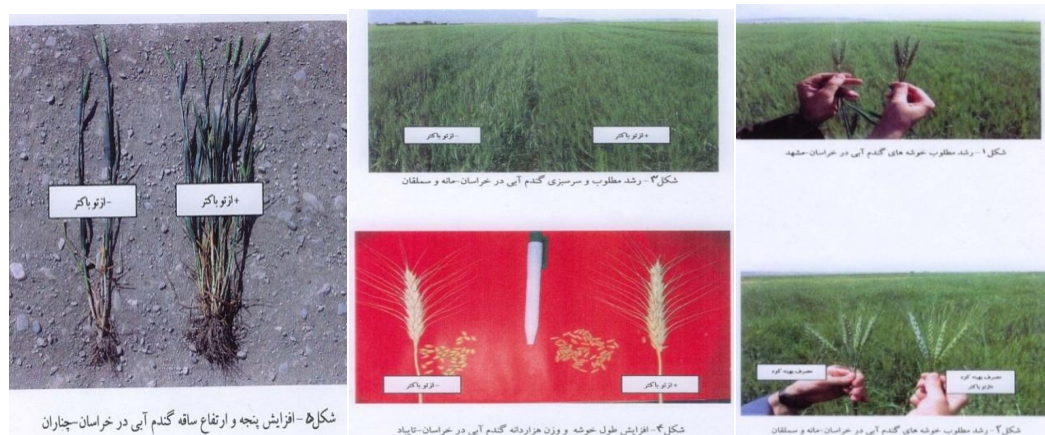 -ازتوباکتر
+ازتوباکتر
شکل۵- افزایش پنجه و ارتفاع ساقه گندم آبی در خراسان-چناران
-ازتوباکتر
+ازتوباکتر
شکل۳- رشد مطلوب و سرسبزی گندم آبی در خراسان-مانه و سملقان
-ازتوباکتر
+ازتوباکتر
شکل۴- افزایش طول خوشه و وزن هزاردانه گندم آبی در خراسان-تایباد
شکل۱- رشد مطلوب خوشه های گندم آبی در خراسان-مشهد
مصرف بهینه کود
مصرف بهینه کود
+ازتوباکتر
شکل۲- رشد مطلوب خوشه های گندم آبی در خراسان-مانه و سملقان